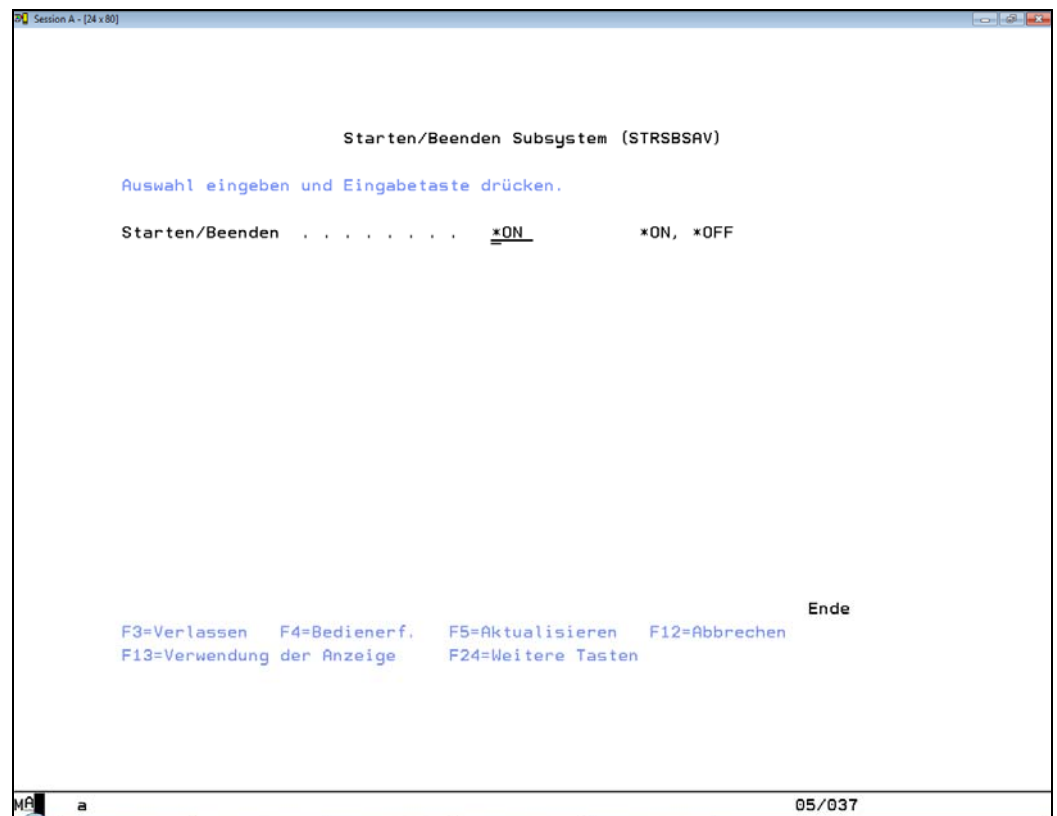 Session A - [24 x 80]
Starten/Beenden Subsystem (STRSBSAV)
Auswahl eingeben und Eingabetaste drücken.
Starten/Beenden . . . . . . . . *ON *ON, *OFF
Ende
F3=Verlassen F4=Bedienerf. F5=Aktualisieren F12=Abbrechen
F13=Verwendung der Anzeige F24=Weitere Tasten
MA a 05/037